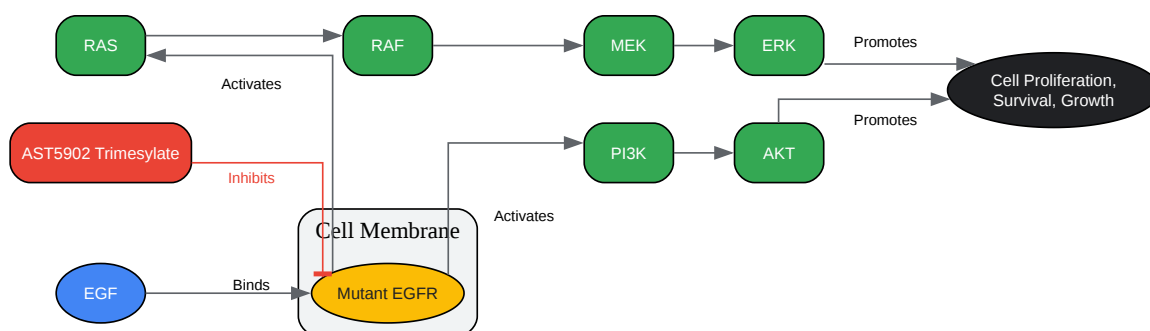 RAS
RAF
MEK
ERK
Promotes
Cell Proliferation,
Survival, Growth
Activates
Promotes
AST5902 Trimesylate
Inhibits
PI3K
AKT
Activates
Cell Membrane
EGF
Binds
Mutant EGFR